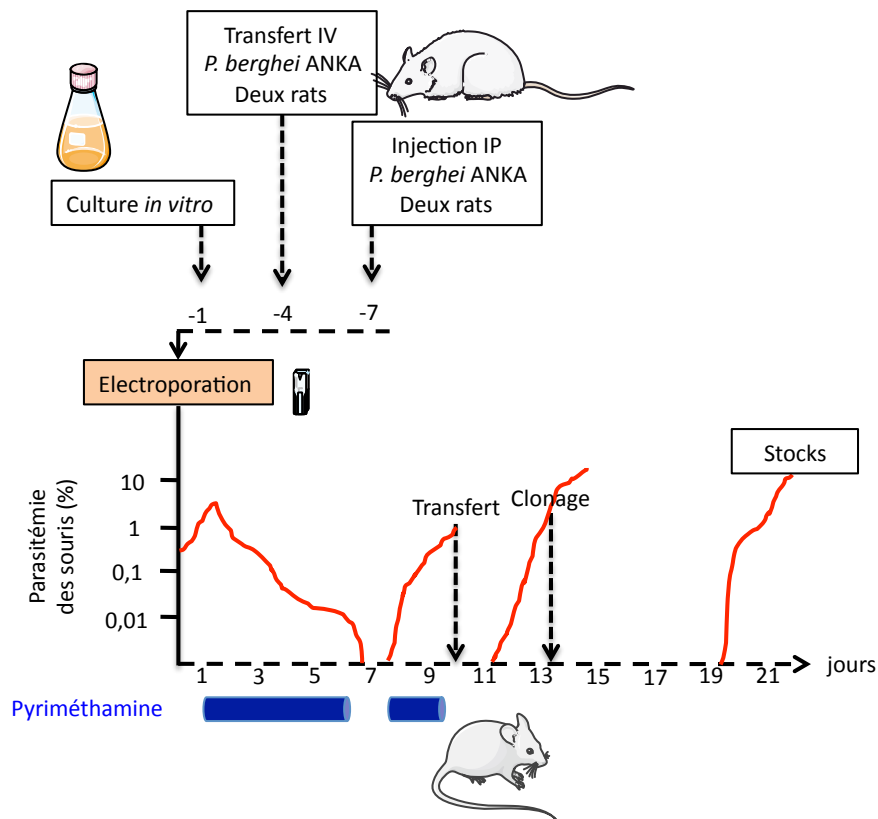 Transfert IV
P. berghei ANKA
Deux rats
Injection IP
P. berghei ANKA
Deux rats
Culture in vitro
-1 -4 -7
Electroporation
Stocks
Parasitémie
des souris (%)
10
1
0,1
0,01
Transfert
Clonage
1 3 5 7 9 11 13 15 17 19 21 jours
Pyriméthamine